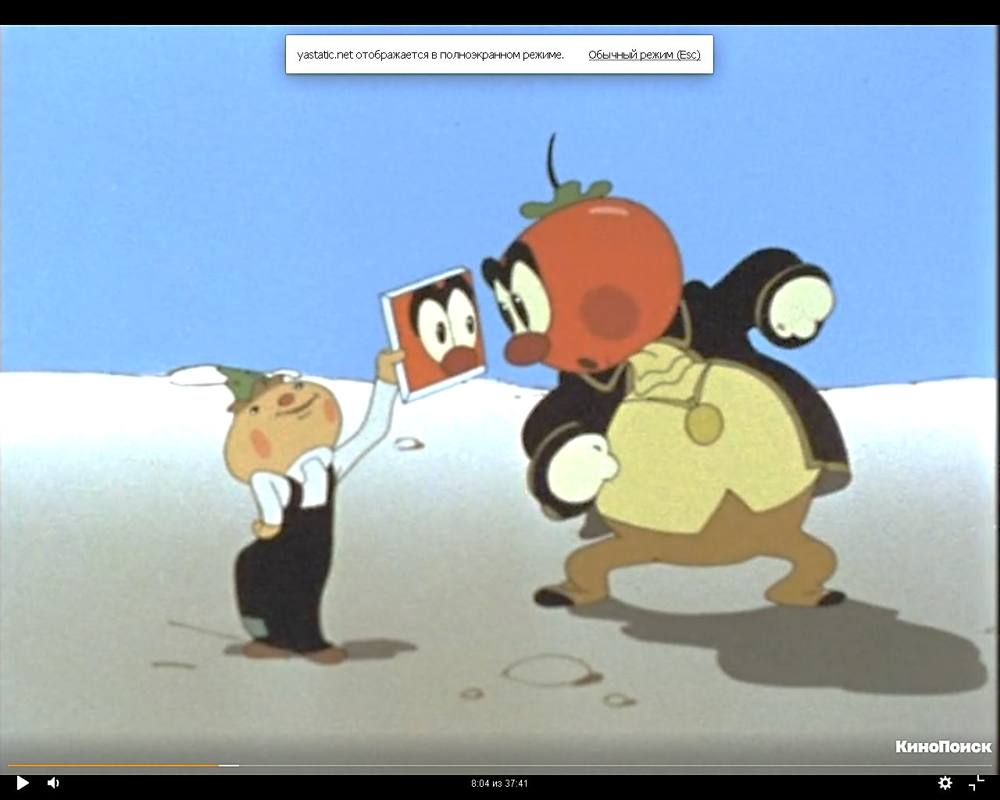 yastatic.net отображается в полноэкранном режиме. Обычный режим (Esc)
КиноПоиск
8:04 из 37:41